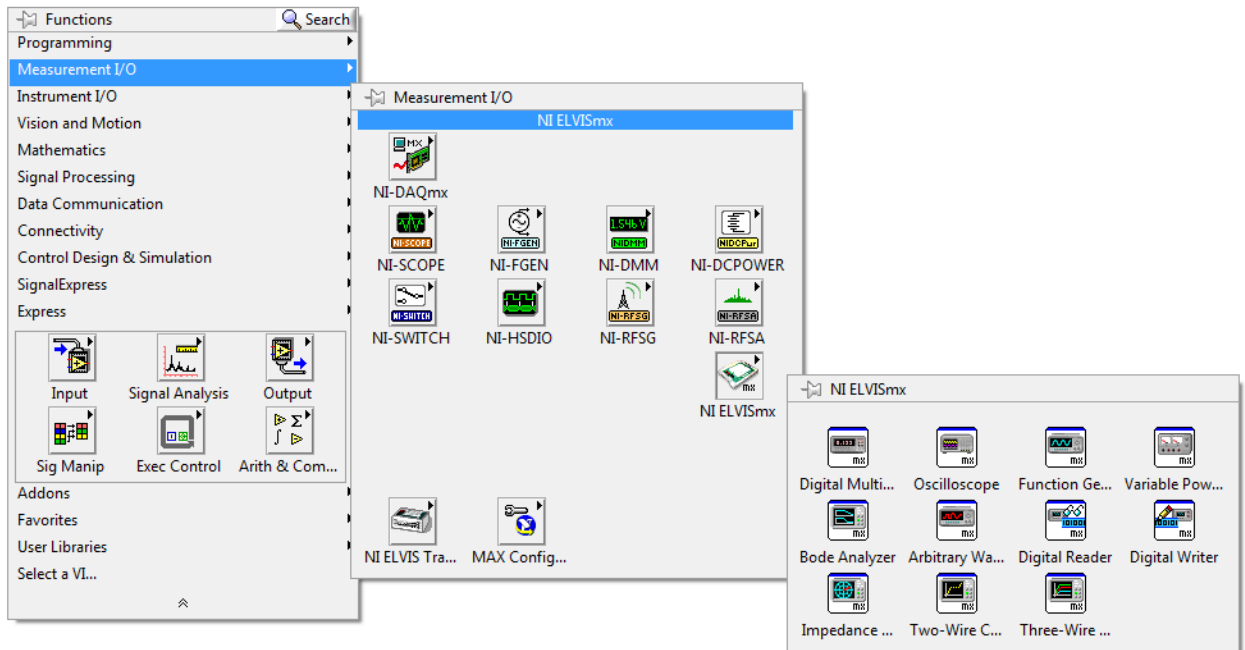 Functions
Search
Programming
Measurement I/O
Instrument I/O
Vision and Motion
Mathematics
Signal Processing
Data Communication
Connectivity
Control Design & Simulation
SignalExpress
Express
Input Signal Analysis Output
Sig Manip Exec Control Arith & Com...
Addons
Favorites
User Libraries
Select a VI...
Measurement I/O
NI ELVISmx
MX
NI-DAQmx
NI-SCOPE NI-FGEN 1.546 V NIDMM NIDCPwr
NI-SCOPE NI-FGEN NI-DMM NI-DCPOWER
NI-SWITCH NI-RFSG NI-RFSA
NI-SWITCH NI-HSDIO NI-RFSG NI-RFSA
mx
NI ELVISmx
NI ELVIS Tra... MAX Config...
NI ELVISmx
mx mx mx mx
Digital Multi... Oscilloscope Function Ge... Variable Pow...
mx mx mx mx
Bode Analyzer Arbitrary Wa... Digital Reader Digital Writer
mx mx mx
Impedance ... Two-Wire C... Three-Wire ...